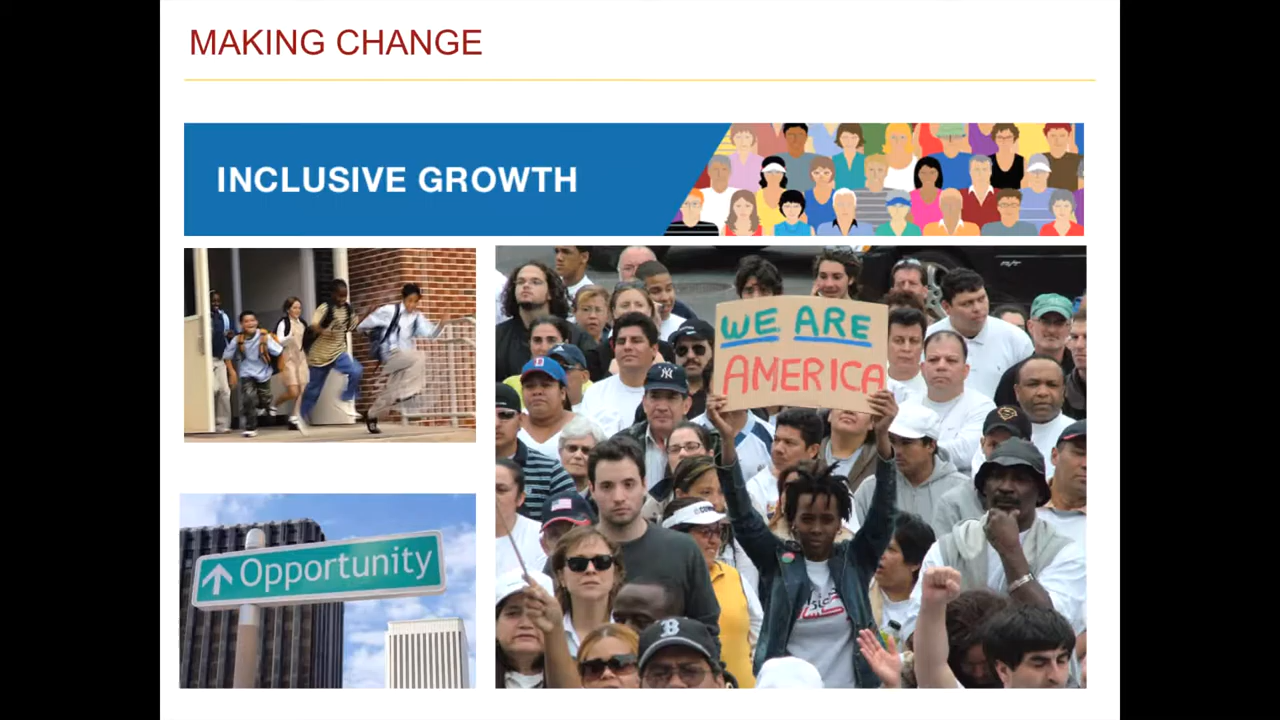 MAKING CHANGE
INCLUSIVE GROWTH
WE ARE
AMERICA
Opportunity
B